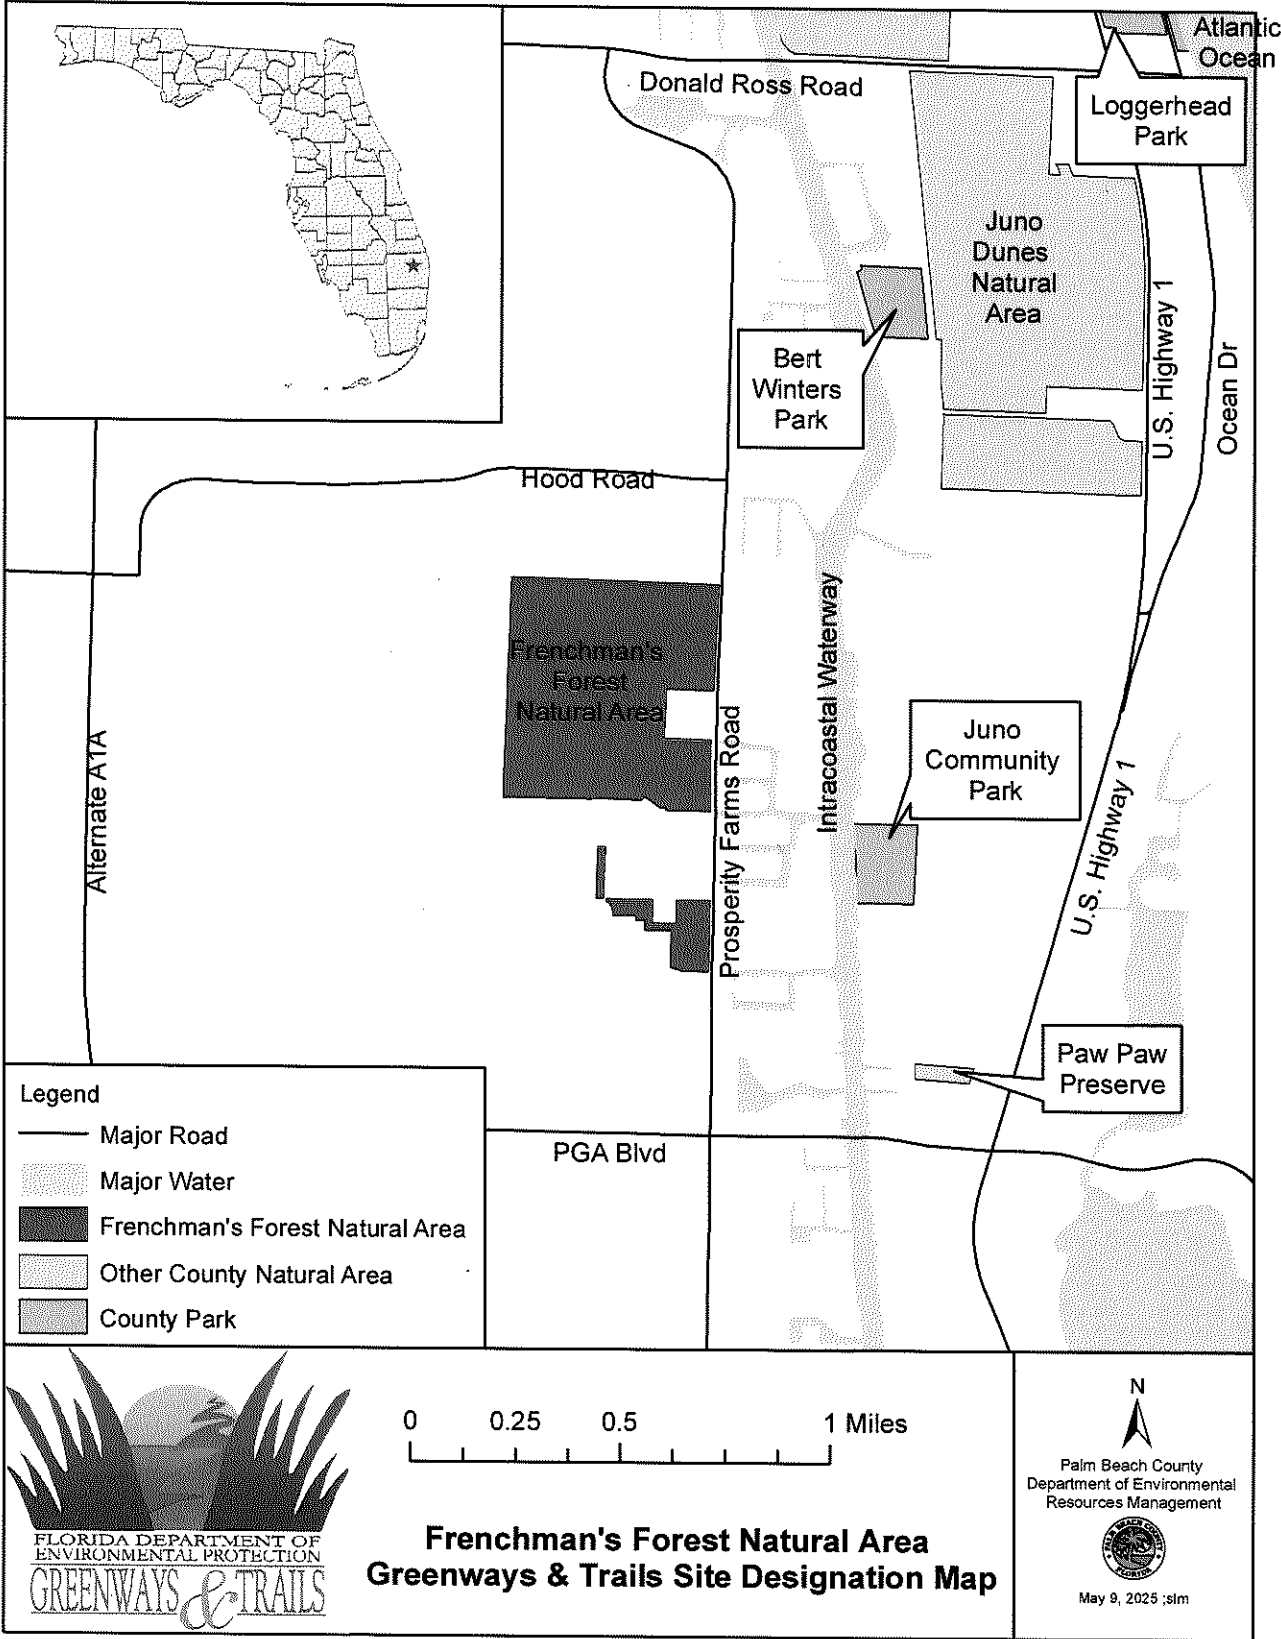 Atlantic
Ocean
Donald Ross Road
Loggerhead
Park
Juno
Dunes
Natural
Area
Bert
Winters
Park
U.S. Highway 1
Ocean Dr
Hood Road
Frenchman's
Forest
Natural Area
Intracoastal Waterway
Prosperity Farms Road
Alternate A1A
Juno
Community
Park
U.S. Highway 1
Paw Paw
Preserve
PGA Blvd
Legend
Major Road
Major Water
Frenchman's Forest Natural Area
Other County Natural Area
County Park
FLORIDA DEPARTMENT OF
ENVIRONMENTAL PROTECTION
GREENWAYS & TRAILS
0 0.25 0.5 1 Miles
Frenchman's Forest Natural Area
Greenways & Trails Site Designation Map
N
Palm Beach County
Department of Environmental
Resources Management
PALM BEACH COUNTY
FLORIDA
May 9, 2025 ;slm